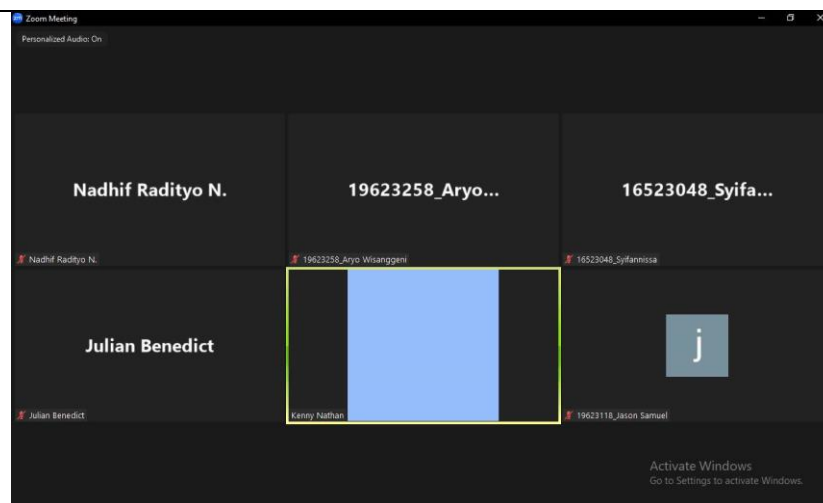 zm Zoom Meeting
Personalized Audio: On
Nadhif Radityo N.
19623258_Aryo...
16523048_Syifa...
Nadhif Radityo N.
19623258_Aryo Wisanggeni
16523048_Syifannissa
Julian Benedict
j
Julian Benedict
Kenny Nathan
19623118_Jason Samuel
Activate Windows
Go to Settings to activate Windows.